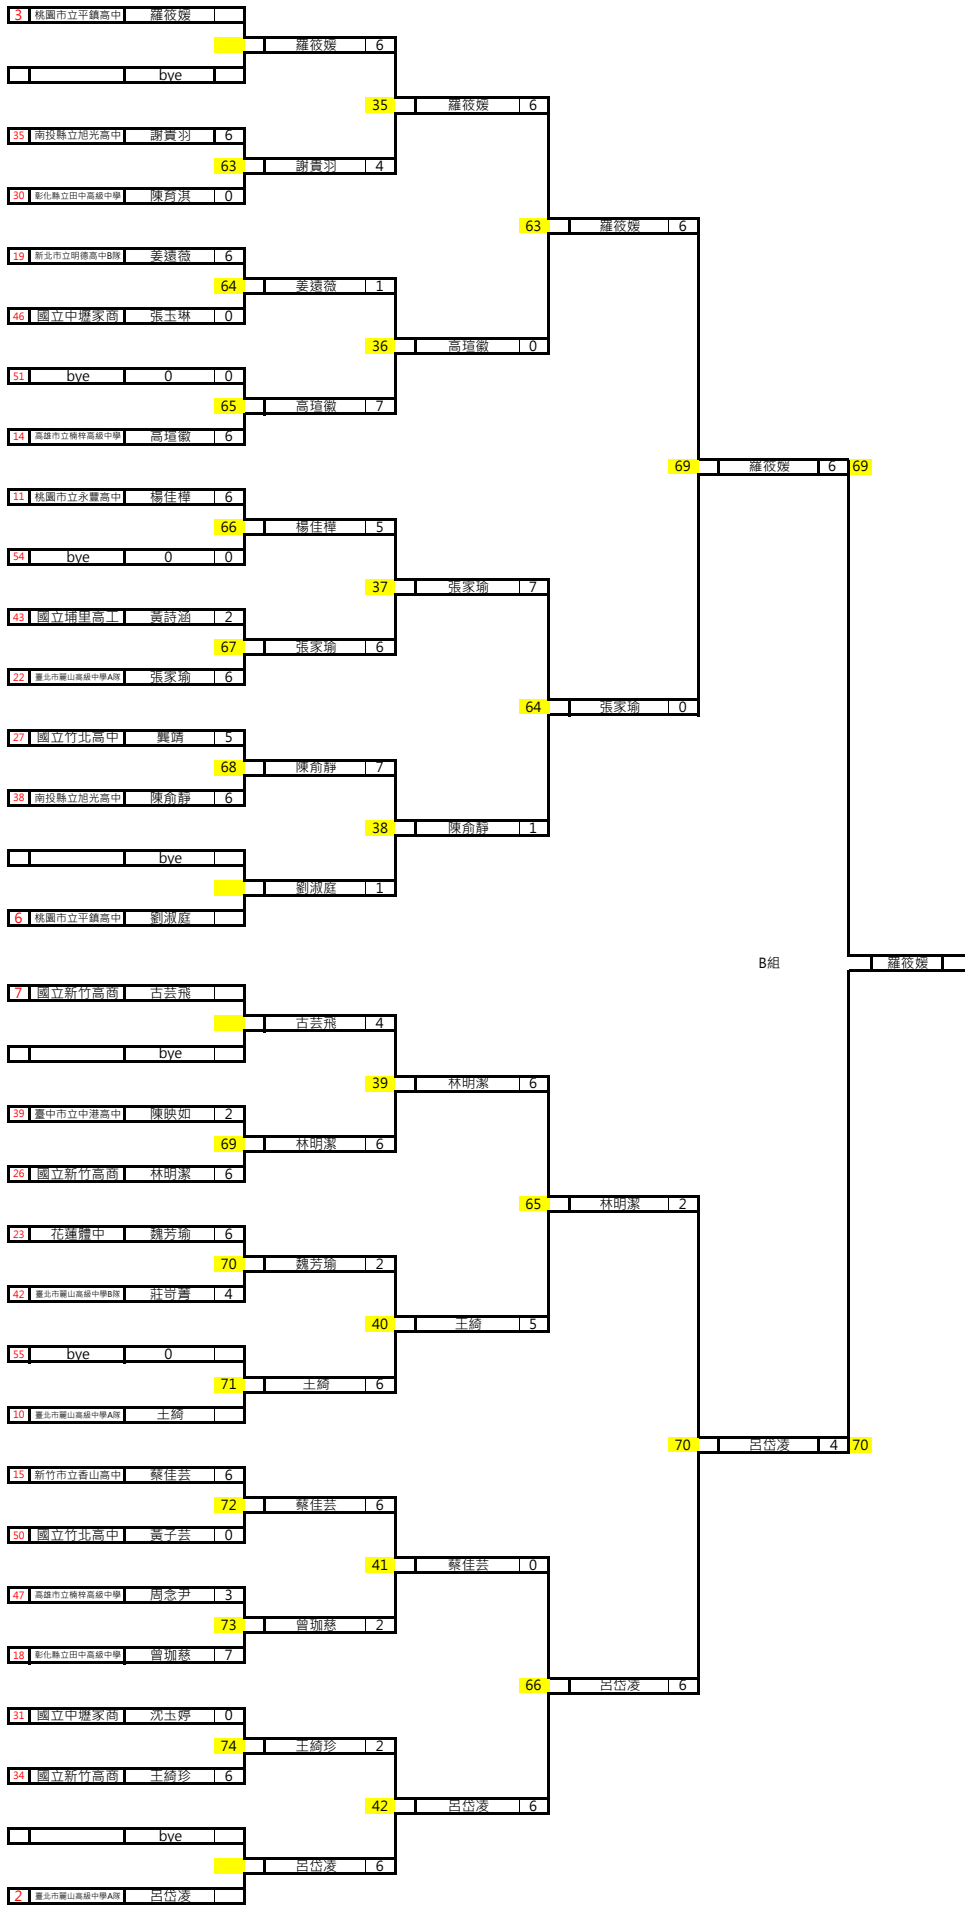 3 桃園市立平鎮高中 羅筱媛
羅筱媛 6
bye
35 羅筱媛 6
35 南投縣立旭光高中 謝貴羽 6
63 謝貴羽 4
30 彰化縣立田中高級中學 陳育淇 0
63 羅筱媛 6
19 新北市立明德高中B隊 姜遠薇 6
64 姜遠薇 1
46 國立中壢家商 張玉琳 0
36 高瑄徽 0
51 bye 0 0
65 高瑄徽 7
14 高雄市立楠梓高級中學 高瑄徽 6
69 羅筱媛 6 69
11 桃園市立永豐高中 楊佳樺 6
66 楊佳樺 5
54 bye 0 0
37 張家瑜 7
43 國立埔里高工 黃詩涵 2
67 張家瑜 6
22 臺北市麗山高級中學A隊 張家瑜 6
64 張家瑜 0
27 國立竹北高中 龔靖 5
68 陳俞靜 7
38 南投縣立旭光高中 陳俞靜 6
38 陳俞靜 1
bye
劉淑庭 1
6 桃園市立平鎮高中 劉淑庭
B組 羅筱媛
7 國立新竹高商 古芸飛
古芸飛 4
bye
39 林明潔 6
39 臺中市立中港高中 陳映如 2
69 林明潔 6
26 國立新竹高商 林明潔 6
65 林明潔 2
23 花蓮體中 魏芳瑜 6
70 魏芳瑜 2
42 臺北市麗山高級中學B隊 莊岢菁 4
40 王綺 5
55 bye 0
71 王綺 6
10 臺北市麗山高級中學A隊 王綺
70 呂岱凌 4 70
15 新竹市立香山高中 蔡佳芸 6
72 蔡佳芸 6
50 國立竹北高中 黃子芸 0
41 蔡佳芸 0
47 高雄市立楠梓高級中學 周念尹 3
73 曾珈慈 2
18 彰化縣立田中高級中學 曾珈慈 7
66 呂岱凌 6
31 國立中壢家商 沈玉婷 0
74 王綺珍 2
34 國立新竹高商 王綺珍 6
42 呂岱凌 6
bye
呂岱凌 6
2 臺北市麗山高級中學A隊 呂岱凌